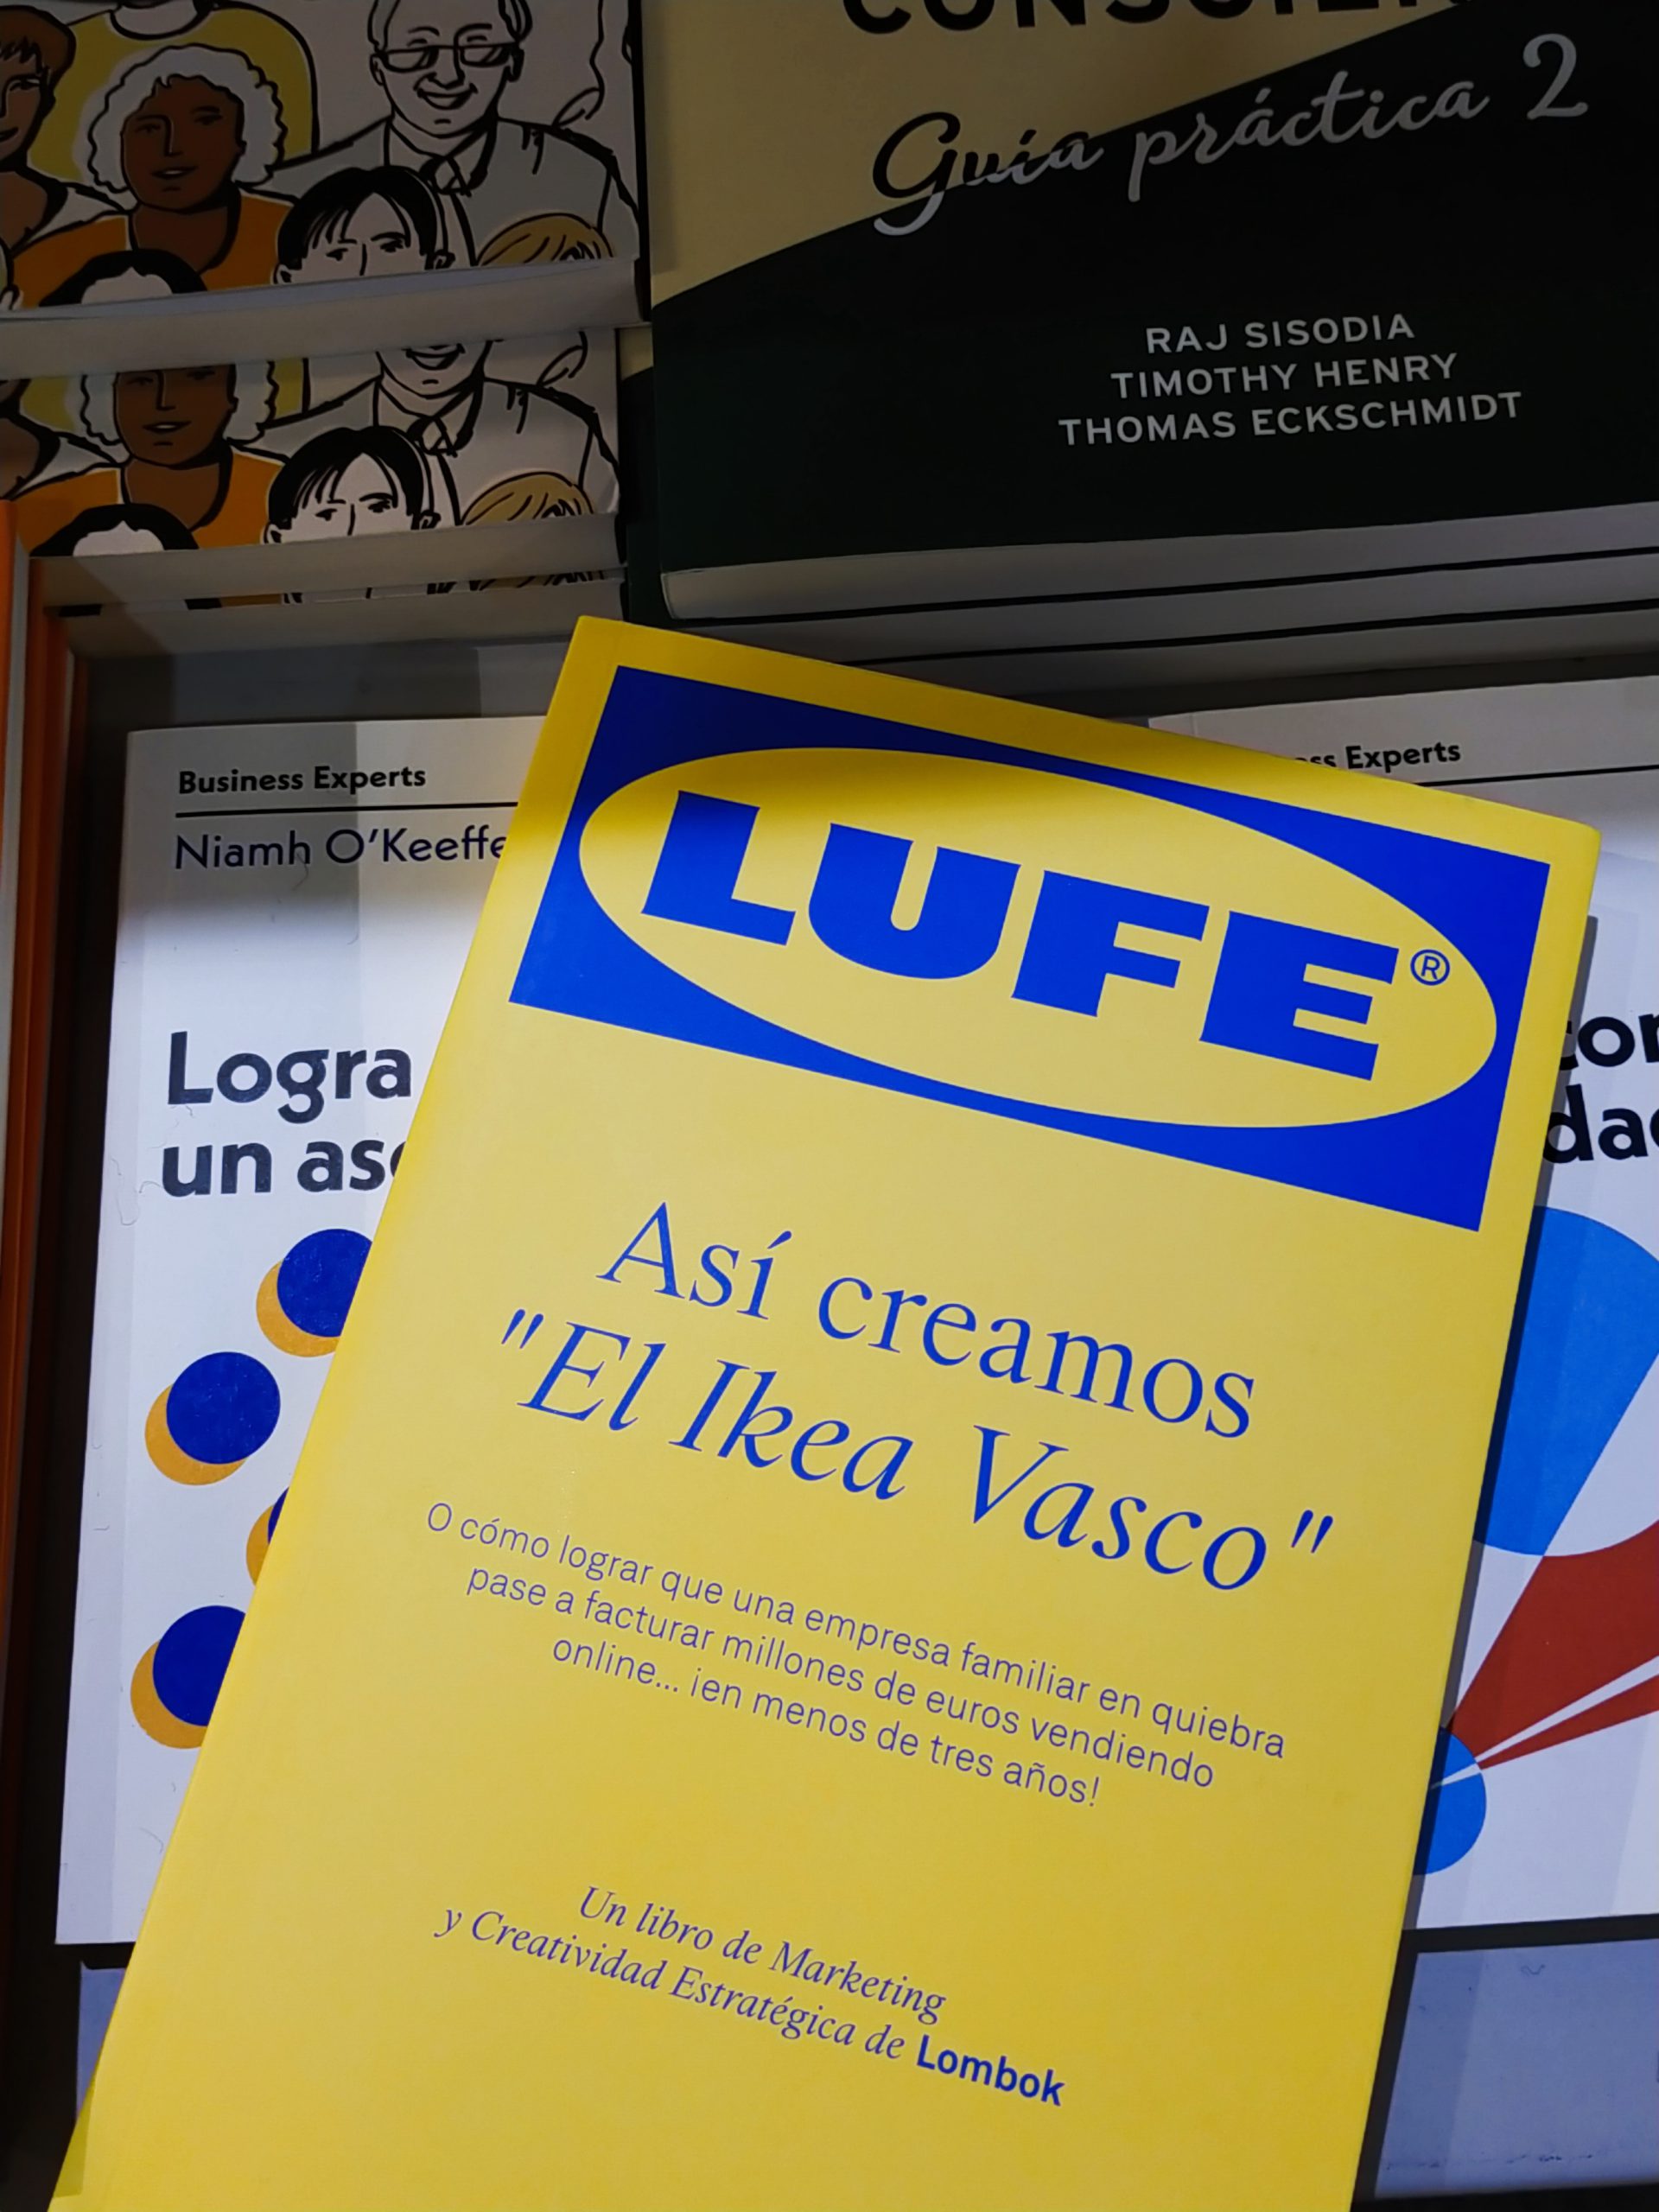 Guía práctica 2
RAJ SISODIA
TIMOTHY HENRY
THOMAS ECKSCHMIDT
Business Experts
Niamh O'Keeffe
Logra
un
Experts
LUFE®
Así creamos
"El Ikea Vasco"
O cómo lograr que una empresa familiar en quiebra
pase a facturar millones de euros vendiendo
online... ¡en menos de tres años!
Un libro de Marketing
y Creatividad Estratégica de Lombok